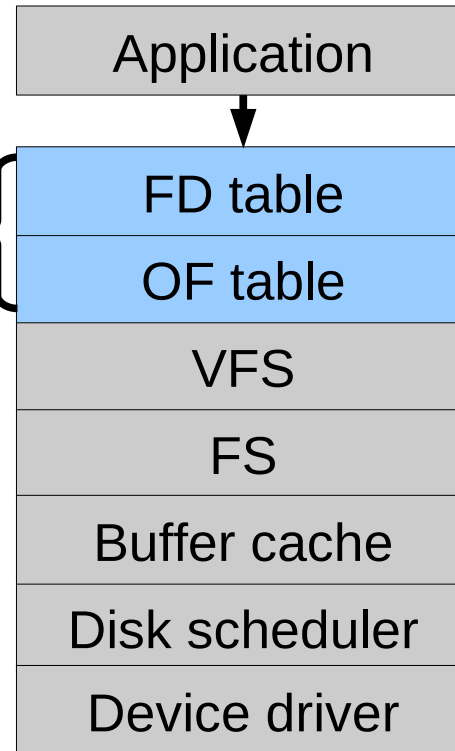 Application
FD table
OF table
VFS
FS
Buffer cache
Disk scheduler
Device driver